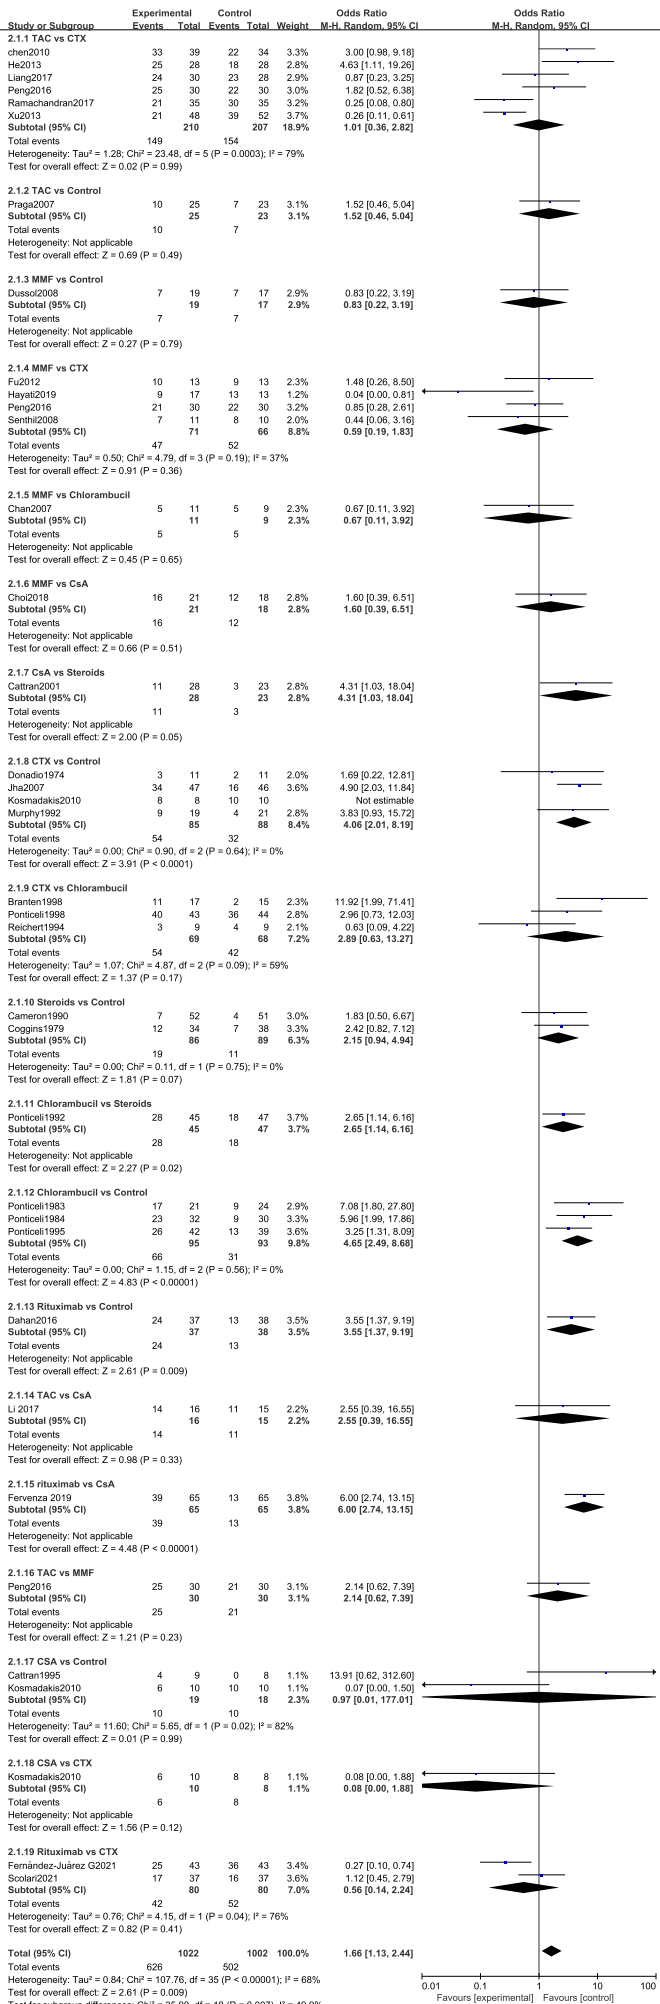 Experimental Control Odds Ratio Odds Ratio
Study or Subgroup Events Total Events Total Weight M-H, Random, 95% CI M-H, Random, 95% CI
2.1.1 TAC vs CTX
chen2010 33 39 22 34 3.3% 3.00 [0.98, 9.18]
He2013 25 28 18 28 2.8% 4.63 [1.11, 19.26]
Liang2017 24 30 23 28 2.9% 0.87 [0.23, 3.25]
Peng2016 25 30 22 30 3.1% 1.82 [0.52, 6.38]
Ramachandran2017 21 35 30 35 3.2% 0.25 [0.08, 0.80]
Xu2013 21 48 39 52 3.7% 0.26 [0.11, 0.61]
Subtotal (95% CI) 210 207 18.9% 1.01 [0.36, 2.82]
Total events 149 154
Heterogeneity: Tau² = 1.28; Chi² = 23.48, df = 5 (P = 0.0003); I² = 79%
Test for overall effect: Z = 0.02 (P = 0.99)
2.1.2 TAC vs Control
Praga2007 10 25 7 23 3.1% 1.52 [0.46, 5.04]
Subtotal (95% CI) 25 23 3.1% 1.52 [0.46, 5.04]
Total events 10 7
Heterogeneity: Not applicable
Test for overall effect: Z = 0.69 (P = 0.49)
2.1.3 MMF vs Control
Dussol2008 7 19 7 17 2.9% 0.83 [0.22, 3.19]
Subtotal (95% CI) 19 17 2.9% 0.83 [0.22, 3.19]
Total events 7 7
Heterogeneity: Not applicable
Test for overall effect: Z = 0.27 (P = 0.79)
2.1.4 MMF vs CTX
Fu2012 10 13 9 13 2.3% 1.48 [0.26, 8.50]
Hayati2019 9 17 13 13 1.2% 0.04 [0.00, 0.81]
Peng2016 21 30 22 30 3.2% 0.85 [0.28, 2.61]
Senthil2008 7 11 8 10 2.0% 0.44 [0.06, 3.16]
Subtotal (95% CI) 71 66 8.8% 0.59 [0.19, 1.83]
Total events 47 52
Heterogeneity: Tau² = 0.50; Chi² = 4.79, df = 3 (P = 0.19); I² = 37%
Test for overall effect: Z = 0.91 (P = 0.36)
2.1.5 MMF vs Chlorambucil
Chan2007 5 11 5 9 2.3% 0.67 [0.11, 3.92]
Subtotal (95% CI) 11 9 2.3% 0.67 [0.11, 3.92]
Total events 5 5
Heterogeneity: Not applicable
Test for overall effect: Z = 0.45 (P = 0.65)
2.1.6 MMF vs CsA
Choi2018 16 21 12 18 2.8% 1.60 [0.39, 6.51]
Subtotal (95% CI) 21 18 2.8% 1.60 [0.39, 6.51]
Total events 16 12
Heterogeneity: Not applicable
Test for overall effect: Z = 0.66 (P = 0.51)
2.1.7 CsA vs Steroids
Cattran2001 11 28 3 23 2.8% 4.31 [1.03, 18.04]
Subtotal (95% CI) 28 23 2.8% 4.31 [1.03, 18.04]
Total events 11 3
Heterogeneity: Not applicable
Test for overall effect: Z = 2.00 (P = 0.05)
2.1.8 CTX vs Control
Donadio1974 3 11 2 11 2.0% 1.69 [0.22, 12.81]
Jha2007 34 47 16 46 3.7% 4.90 [2.03, 11.84]
Kosmadakis2010 8 8 10 10 Not estimable
Murphy1992 9 19 4 21 2.8% 3.83 [0.93, 15.72]
Subtotal (95% CI) 85 88 8.4% 4.06 [2.01, 8.19]
Total events 54 32
Heterogeneity: Tau² = 0.00; Chi² = 0.90, df = 2 (P = 0.64); I² = 0%
Test for overall effect: Z = 3.91 (P < 0.0001)
2.1.9 CTX vs Chlorambucil
Branten1998 11 17 2 15 2.3% 11.92 [1.99, 71.41]
Ponticeli1998 40 43 36 44 2.8% 2.96 [0.73, 12.03]
Reichert1994 3 9 4 9 2.1% 0.63 [0.09, 4.22]
Subtotal (95% CI) 69 68 7.2% 2.89 [0.63, 13.27]
Total events 54 42
Heterogeneity: Tau² = 1.07; Chi² = 4.87, df = 2 (P = 0.09); I² = 59%
Test for overall effect: Z = 1.37 (P = 0.17)
2.1.10 Steroids vs Control
Cameron1990 7 52 4 51 3.0% 1.83 [0.50, 6.67]
Coggins1979 12 34 7 38 3.3% 2.42 [0.82, 7.12]
Subtotal (95% CI) 86 89 6.3% 2.15 [0.94, 4.94]
Total events 19 11
Heterogeneity: Tau² = 0.00; Chi² = 0.11, df = 1 (P = 0.75); I² = 0%
Test for overall effect: Z = 1.81 (P = 0.07)
2.1.11 Chlorambucil vs Steroids
Ponticeli1992 28 45 18 47 3.7% 2.65 [1.14, 6.16]
Subtotal (95% CI) 45 47 3.7% 2.65 [1.14, 6.16]
Total events 28 18
Heterogeneity: Not applicable
Test for overall effect: Z = 2.27 (P = 0.02)
2.1.12 Chlorambucil vs Control
Ponticeli1983 17 21 9 24 2.9% 7.08 [1.80, 27.80]
Ponticeli1984 23 32 9 30 3.3% 5.96 [1.99, 17.86]
Ponticeli1995 26 42 13 39 3.6% 3.25 [1.31, 8.09]
Subtotal (95% CI) 95 93 9.8% 4.65 [2.49, 8.68]
Total events 66 31
Heterogeneity: Tau² = 0.00; Chi² = 1.15, df = 2 (P = 0.56); I² = 0%
Test for overall effect: Z = 4.83 (P < 0.00001)
2.1.13 Rituximab vs Control
Dahan2016 24 37 13 38 3.5% 3.55 [1.37, 9.19]
Subtotal (95% CI) 37 38 3.5% 3.55 [1.37, 9.19]
Total events 24 13
Heterogeneity: Not applicable
Test for overall effect: Z = 2.61 (P = 0.009)
2.1.14 TAC vs CsA
Li 2017 14 16 11 15 2.2% 2.55 [0.39, 16.55]
Subtotal (95% CI) 16 15 2.2% 2.55 [0.39, 16.55]
Total events 14 11
Heterogeneity: Not applicable
Test for overall effect: Z = 0.98 (P = 0.33)
2.1.15 rituximab vs CsA
Fervenza 2019 39 65 13 65 3.8% 6.00 [2.74, 13.15]
Subtotal (95% CI) 65 65 3.8% 6.00 [2.74, 13.15]
Total events 39 13
Heterogeneity: Not applicable
Test for overall effect: Z = 4.48 (P < 0.00001)
2.1.16 TAC vs MMF
Peng2016 25 30 21 30 3.1% 2.14 [0.62, 7.39]
Subtotal (95% CI) 30 30 3.1% 2.14 [0.62, 7.39]
Total events 25 21
Heterogeneity: Not applicable
Test for overall effect: Z = 1.21 (P = 0.23)
2.1.17 CSA vs Control
Cattran1995 4 9 0 8 1.1% 13.91 [0.62, 312.60]
Kosmadakis2010 6 10 10 10 1.1% 0.07 [0.00, 1.50]
Subtotal (95% CI) 19 18 2.3% 0.97 [0.01, 177.01]
Total events 10 10
Heterogeneity: Tau² = 11.60; Chi² = 5.65, df = 1 (P = 0.02); I² = 82%
Test for overall effect: Z = 0.01 (P = 0.99)
2.1.18 CSA vs CTX
Kosmadakis2010 6 10 8 8 1.1% 0.08 [0.00, 1.88]
Subtotal (95% CI) 10 8 1.1% 0.08 [0.00, 1.88]
Total events 6 8
Heterogeneity: Not applicable
Test for overall effect: Z = 1.56 (P = 0.12)
2.1.19 Rituximab vs CTX
Fernández-Juárez G2021 25 43 36 43 3.4% 0.27 [0.10, 0.74]
Scolari2021 17 37 16 37 3.6% 1.12 [0.45, 2.79]
Subtotal (95% CI) 80 80 7.0% 0.56 [0.14, 2.24]
Total events 42 52
Heterogeneity: Tau² = 0.76; Chi² = 4.15, df = 1 (P = 0.04); I² = 76%
Test for overall effect: Z = 0.82 (P = 0.41)
Total (95% CI) 1022 1002 100.0% 1.66 [1.13, 2.44]
Total events 626 502
Heterogeneity: Tau² = 0.84; Chi² = 107.76, df = 35 (P < 0.00001); I² = 68%
Test for overall effect: Z = 2.61 (P = 0.009)
0.01 0.1 1 10 100
Favours [experimental] Favours [control]